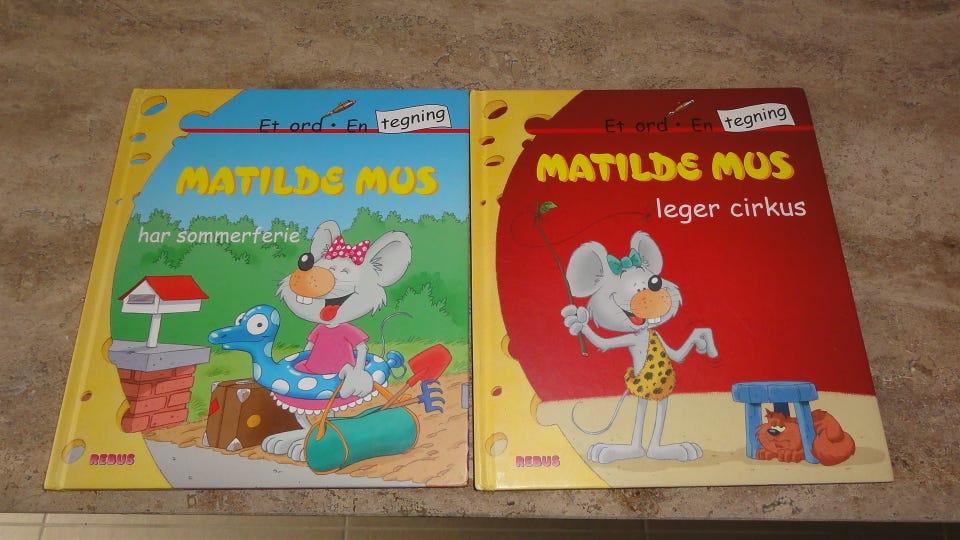 Et ord • En tegning
MATILDE MUS
har sommerferie
REBUS
Et ord • En tegning
MATILDE MUS
leger cirkus
REBUS